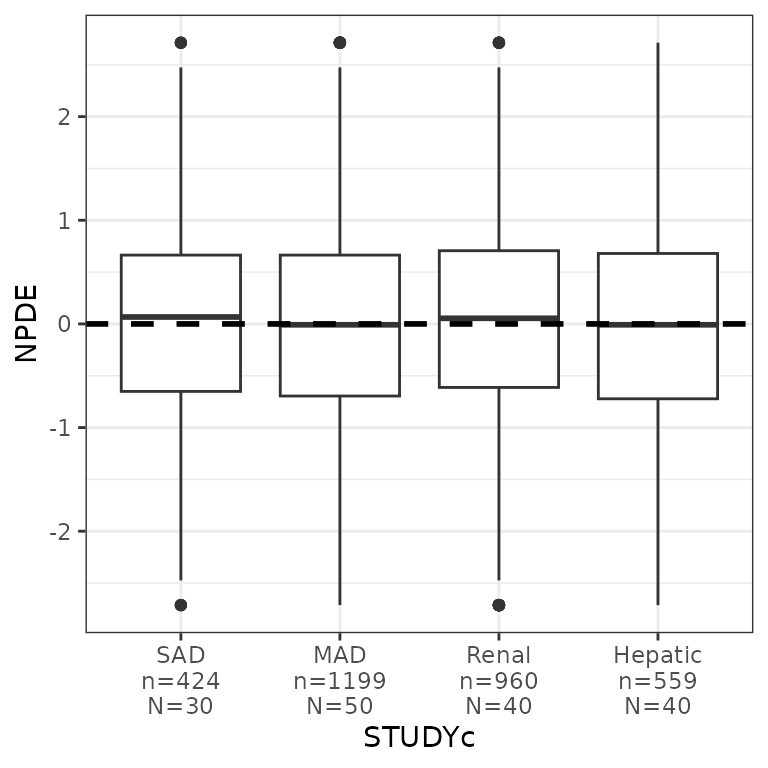 NPDE
2
1
0
-1
-2
SAD MAD Renal Hepatic
n=424 n=1199 n=960 n=559
N=30 N=50 N=40 N=40
STUDYc